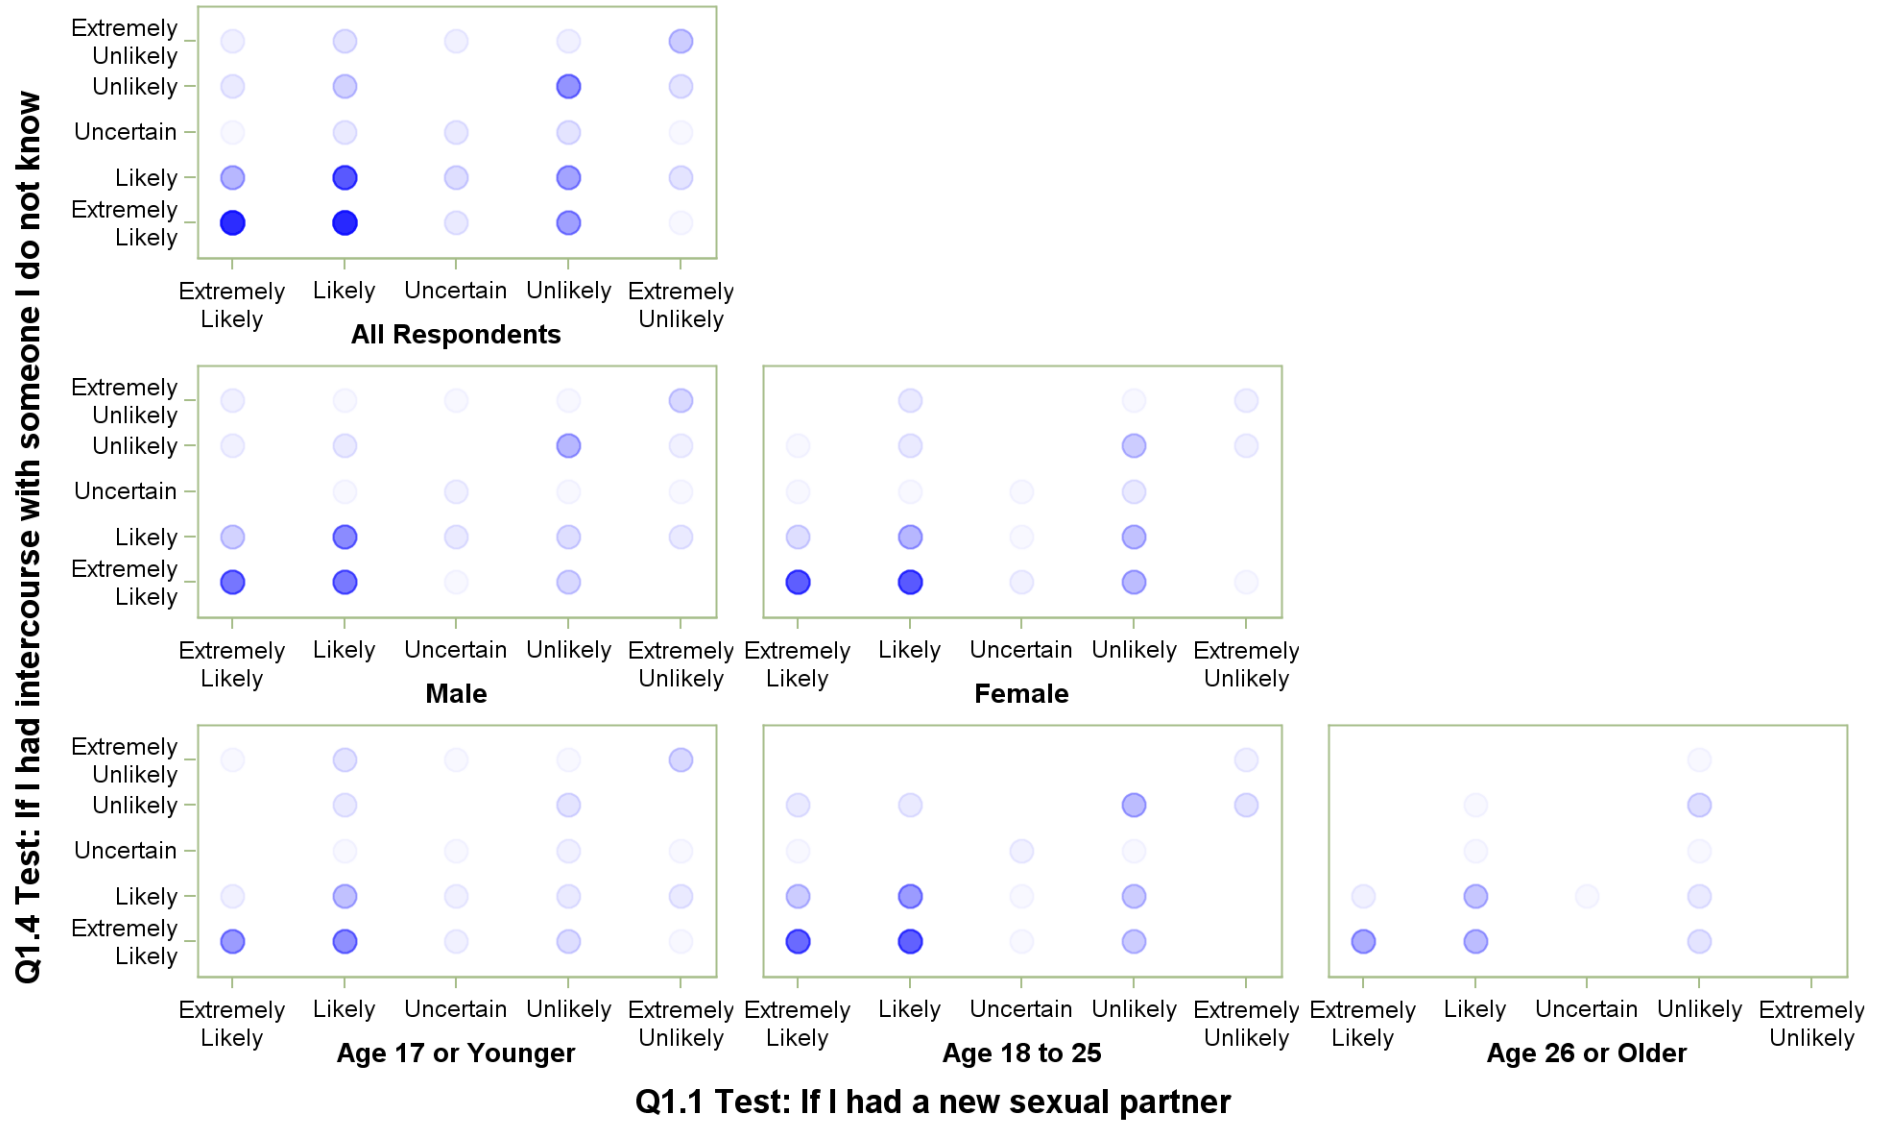 Q1.4 Test: If I had intercourse with someone I do not know
Extremely
Unlikely
Unlikely
Uncertain
Likely
Extremely
Likely
Extremely Likely Uncertain Unlikely Extremely
Likely Unlikely
All Respondents
Extremely
Unlikely
Unlikely
Uncertain
Likely
Extremely
Likely
Extremely Likely Uncertain Unlikely Extremely
Likely Unlikely
Male
Extremely Likely Uncertain Unlikely Extremely
Likely Unlikely
Female
Extremely
Unlikely
Unlikely
Uncertain
Likely
Extremely
Likely
Extremely Likely Uncertain Unlikely Extremely
Likely Unlikely
Age 17 or Younger
Extremely Likely Uncertain Unlikely Extremely
Likely Unlikely
Age 18 to 25
Extremely Likely Uncertain Unlikely Extremely
Likely Unlikely
Age 26 or Older
Q1.1 Test: If I had a new sexual partner